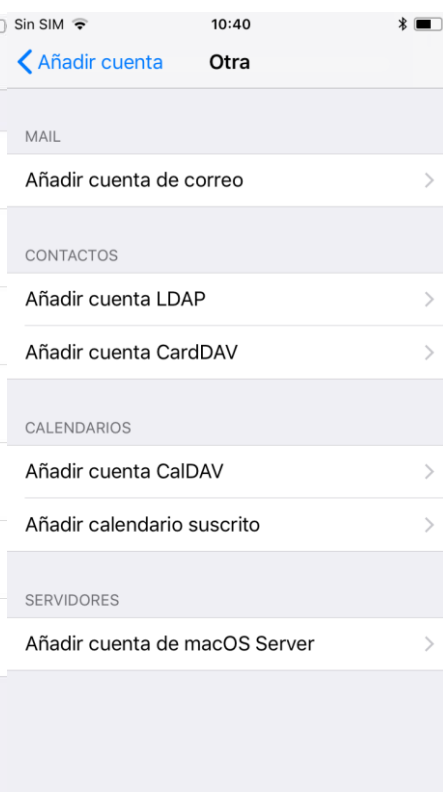 Sin SIM 10:40
Añadir cuenta Otra
MAIL
Añadir cuenta de correo
CONTACTOS
Añadir cuenta LDAP
Añadir cuenta CardDAV
CALENDARIOS
Añadir cuenta CalDAV
Añadir calendario suscrito
SERVIDORES
Añadir cuenta de macOS Server